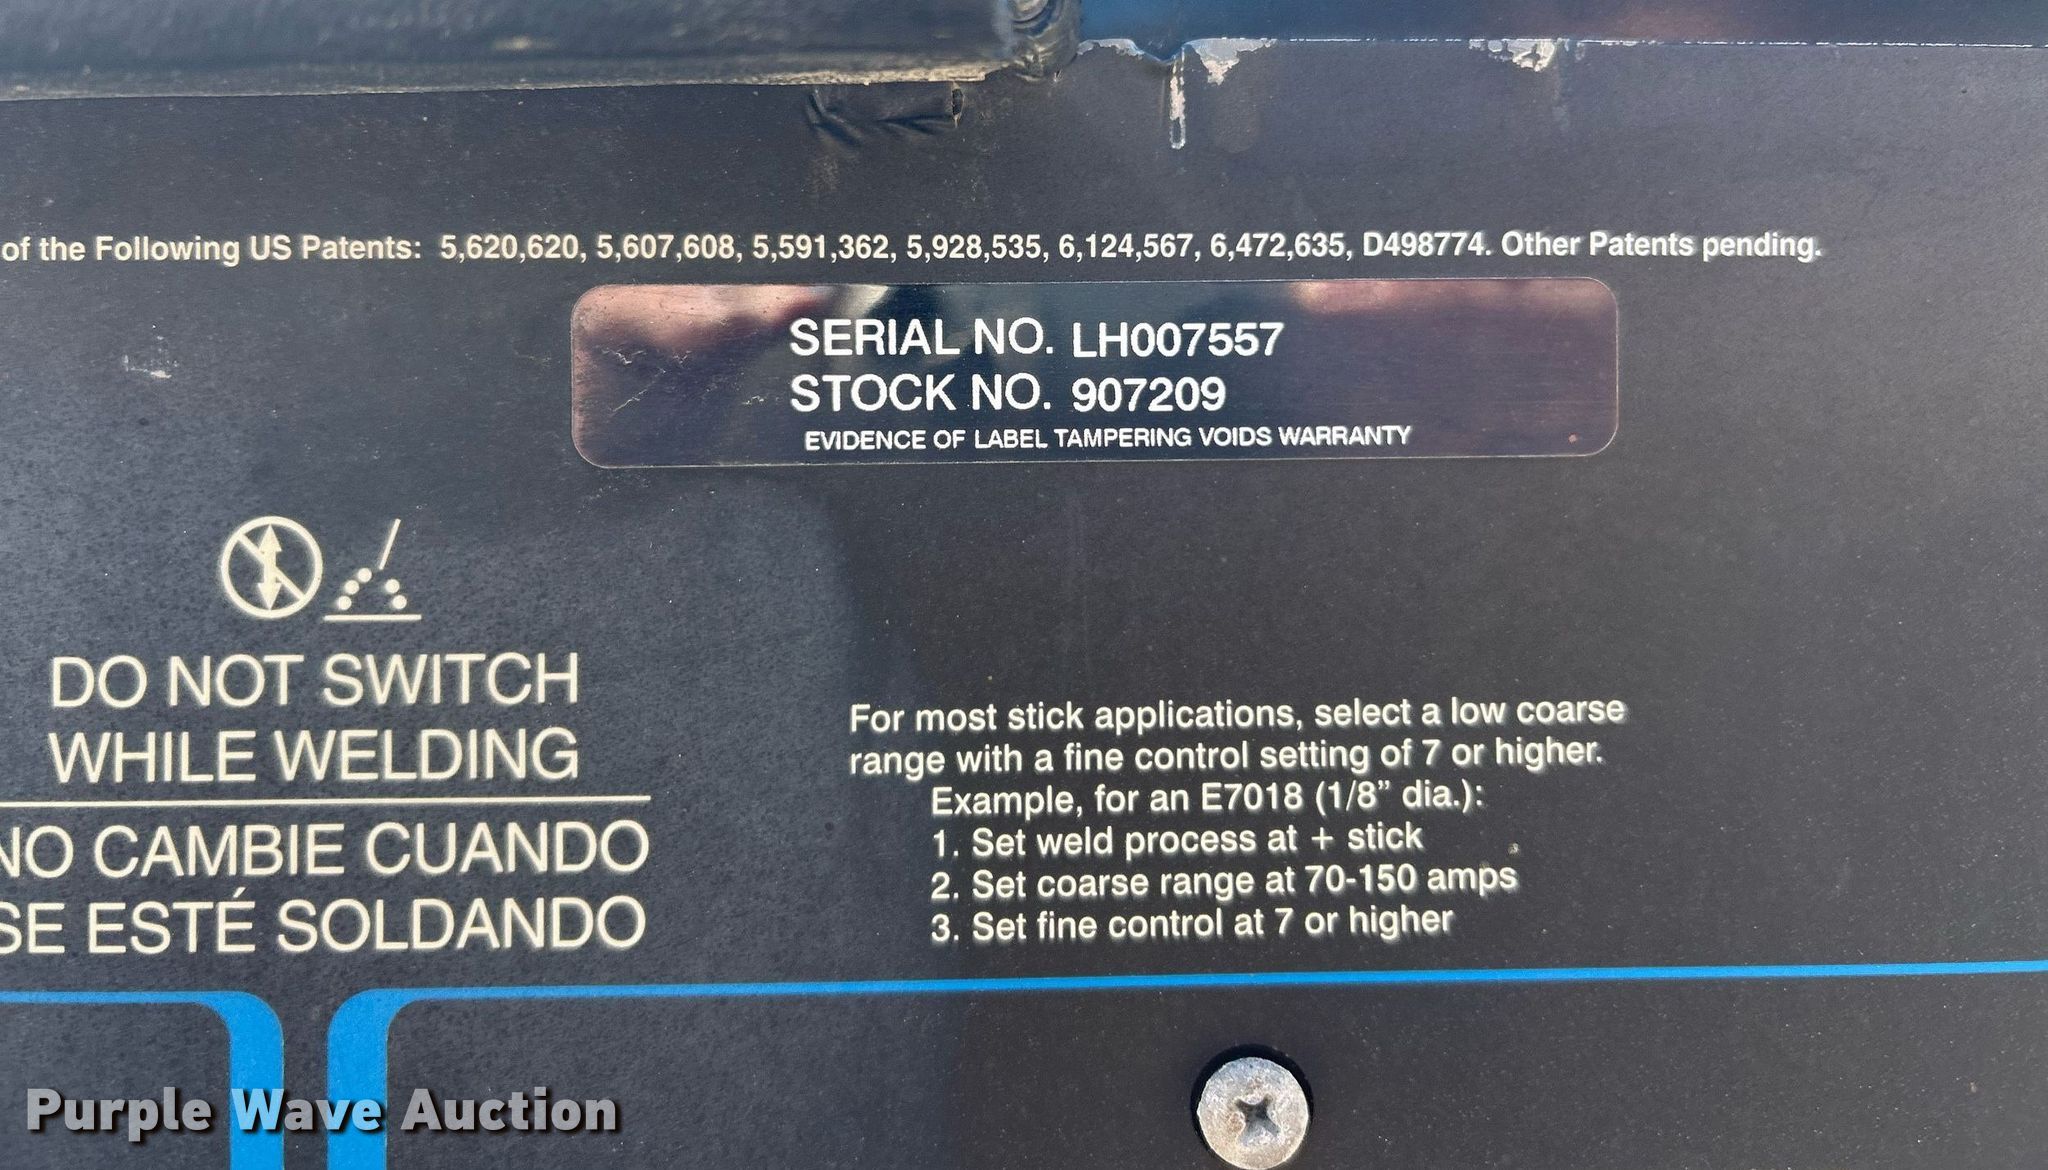 of the Following US Patents: 5,620,620, 5,607,608, 5,591,362, 5,928,535, 6,124,567, 6,472,635, D498774. Other Patents pending.
SERIAL NO. LH007557
STOCK NO. 907209
EVIDENCE OF LABEL TAMPERING VOIDS WARRANTY
DO NOT SWITCH
WHILE WELDING
NO CAMBIE CUANDO
SE ESTÉ SOLDANDO
For most stick applications, select a low coarse
range with a fine control setting of 7 or higher.
Example, for an E7018 (1/8” dia.):
1. Set weld process at + stick
2. Set coarse range at 70-150 amps
3. Set fine control at 7 or higher
Purple Wave Auction